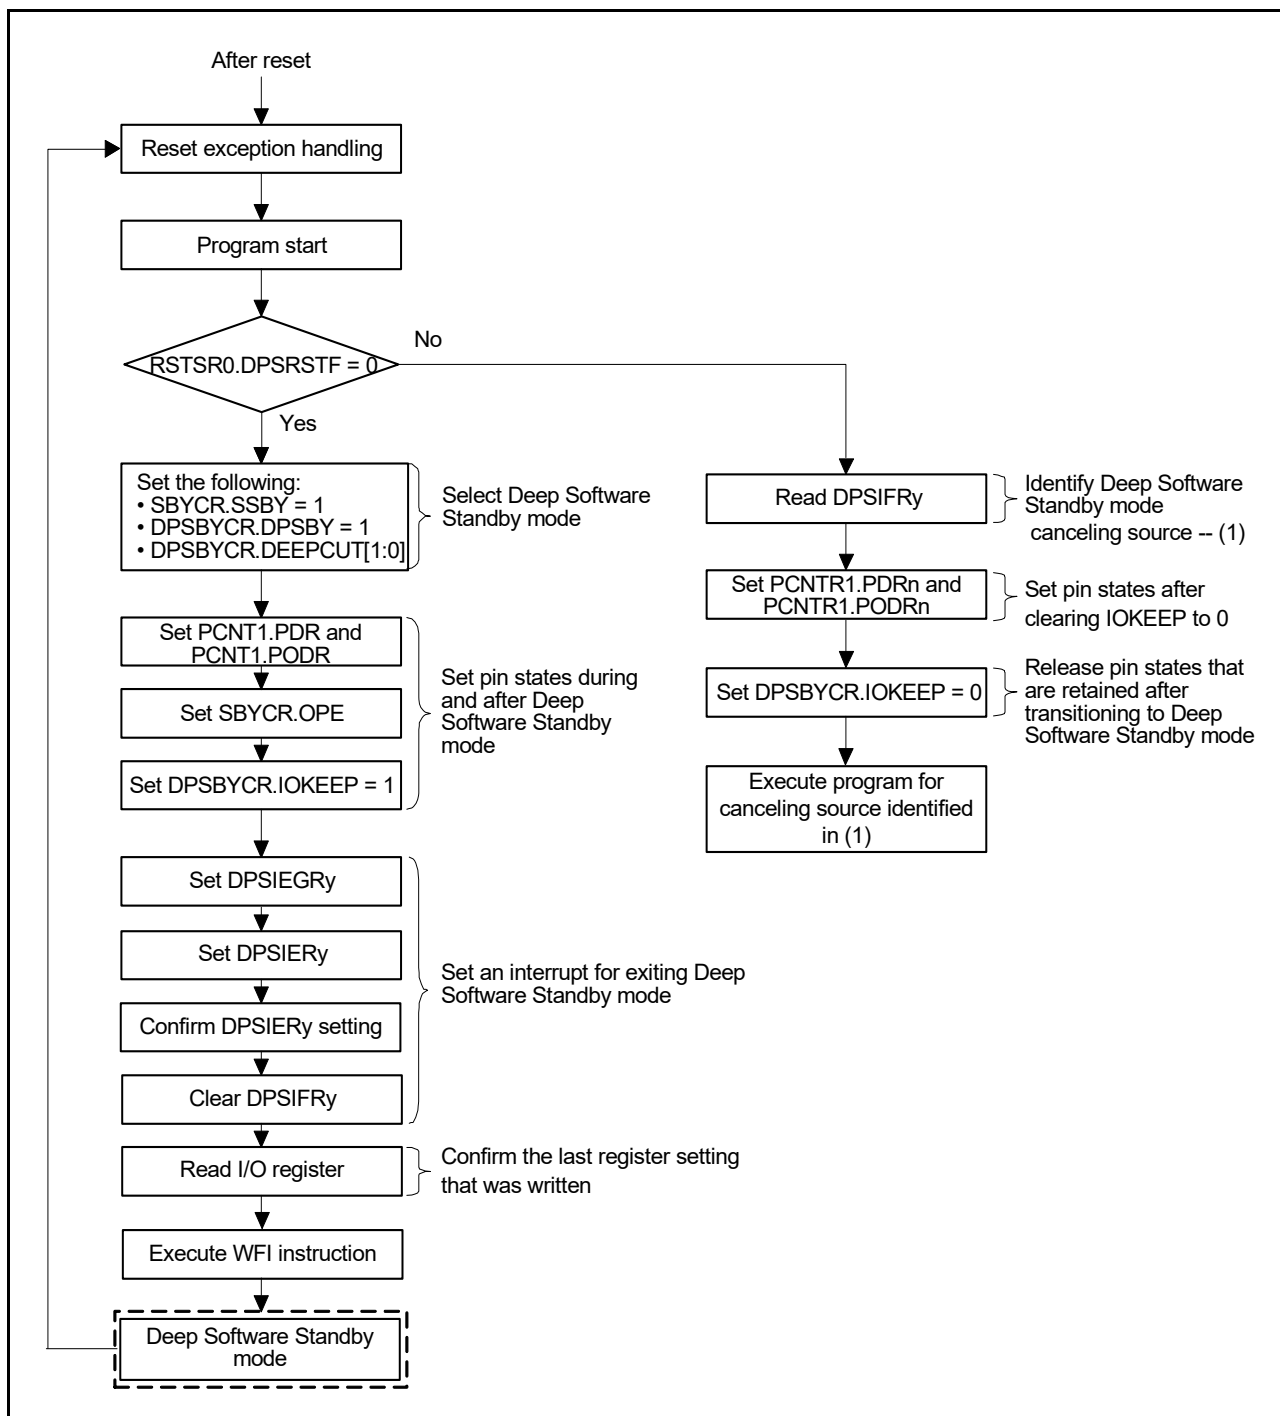 After reset
Reset exception handling
Program start
RSTSR0.DPSRSTF = 0
No
Yes
Set the following:
• SBYCR.SSBY = 1
• DPSBYCR.DPSBY = 1
• DPSBYCR.DEEPCUT[1:0]
Select Deep Software
Standby mode
Set PCNT1.PDR and
PCNT1.PODR
Set SBYCR.OPE
Set DPSBYCR.IOKEEP = 1
Set pin states during
and after Deep
Software Standby
mode
Set DPSIEGRy
Set DPSIERy
Confirm DPSIERy setting
Clear DPSIFRy
Set an interrupt for exiting Deep
Software Standby mode
Read I/O register
Confirm the last register setting
that was written
Execute WFI instruction
Deep Software Standby
mode
Read DPSIFRy
Identify Deep Software
Standby mode
canceling source -- (1)
Set PCNTR1.PDRn and
PCNTR1.PODRn
Set pin states after
clearing IOKEEP to 0
Set DPSBYCR.IOKEEP = 0
Release pin states that
are retained after
transitioning to Deep
Software Standby mode
Execute program for
canceling source identified
in (1)